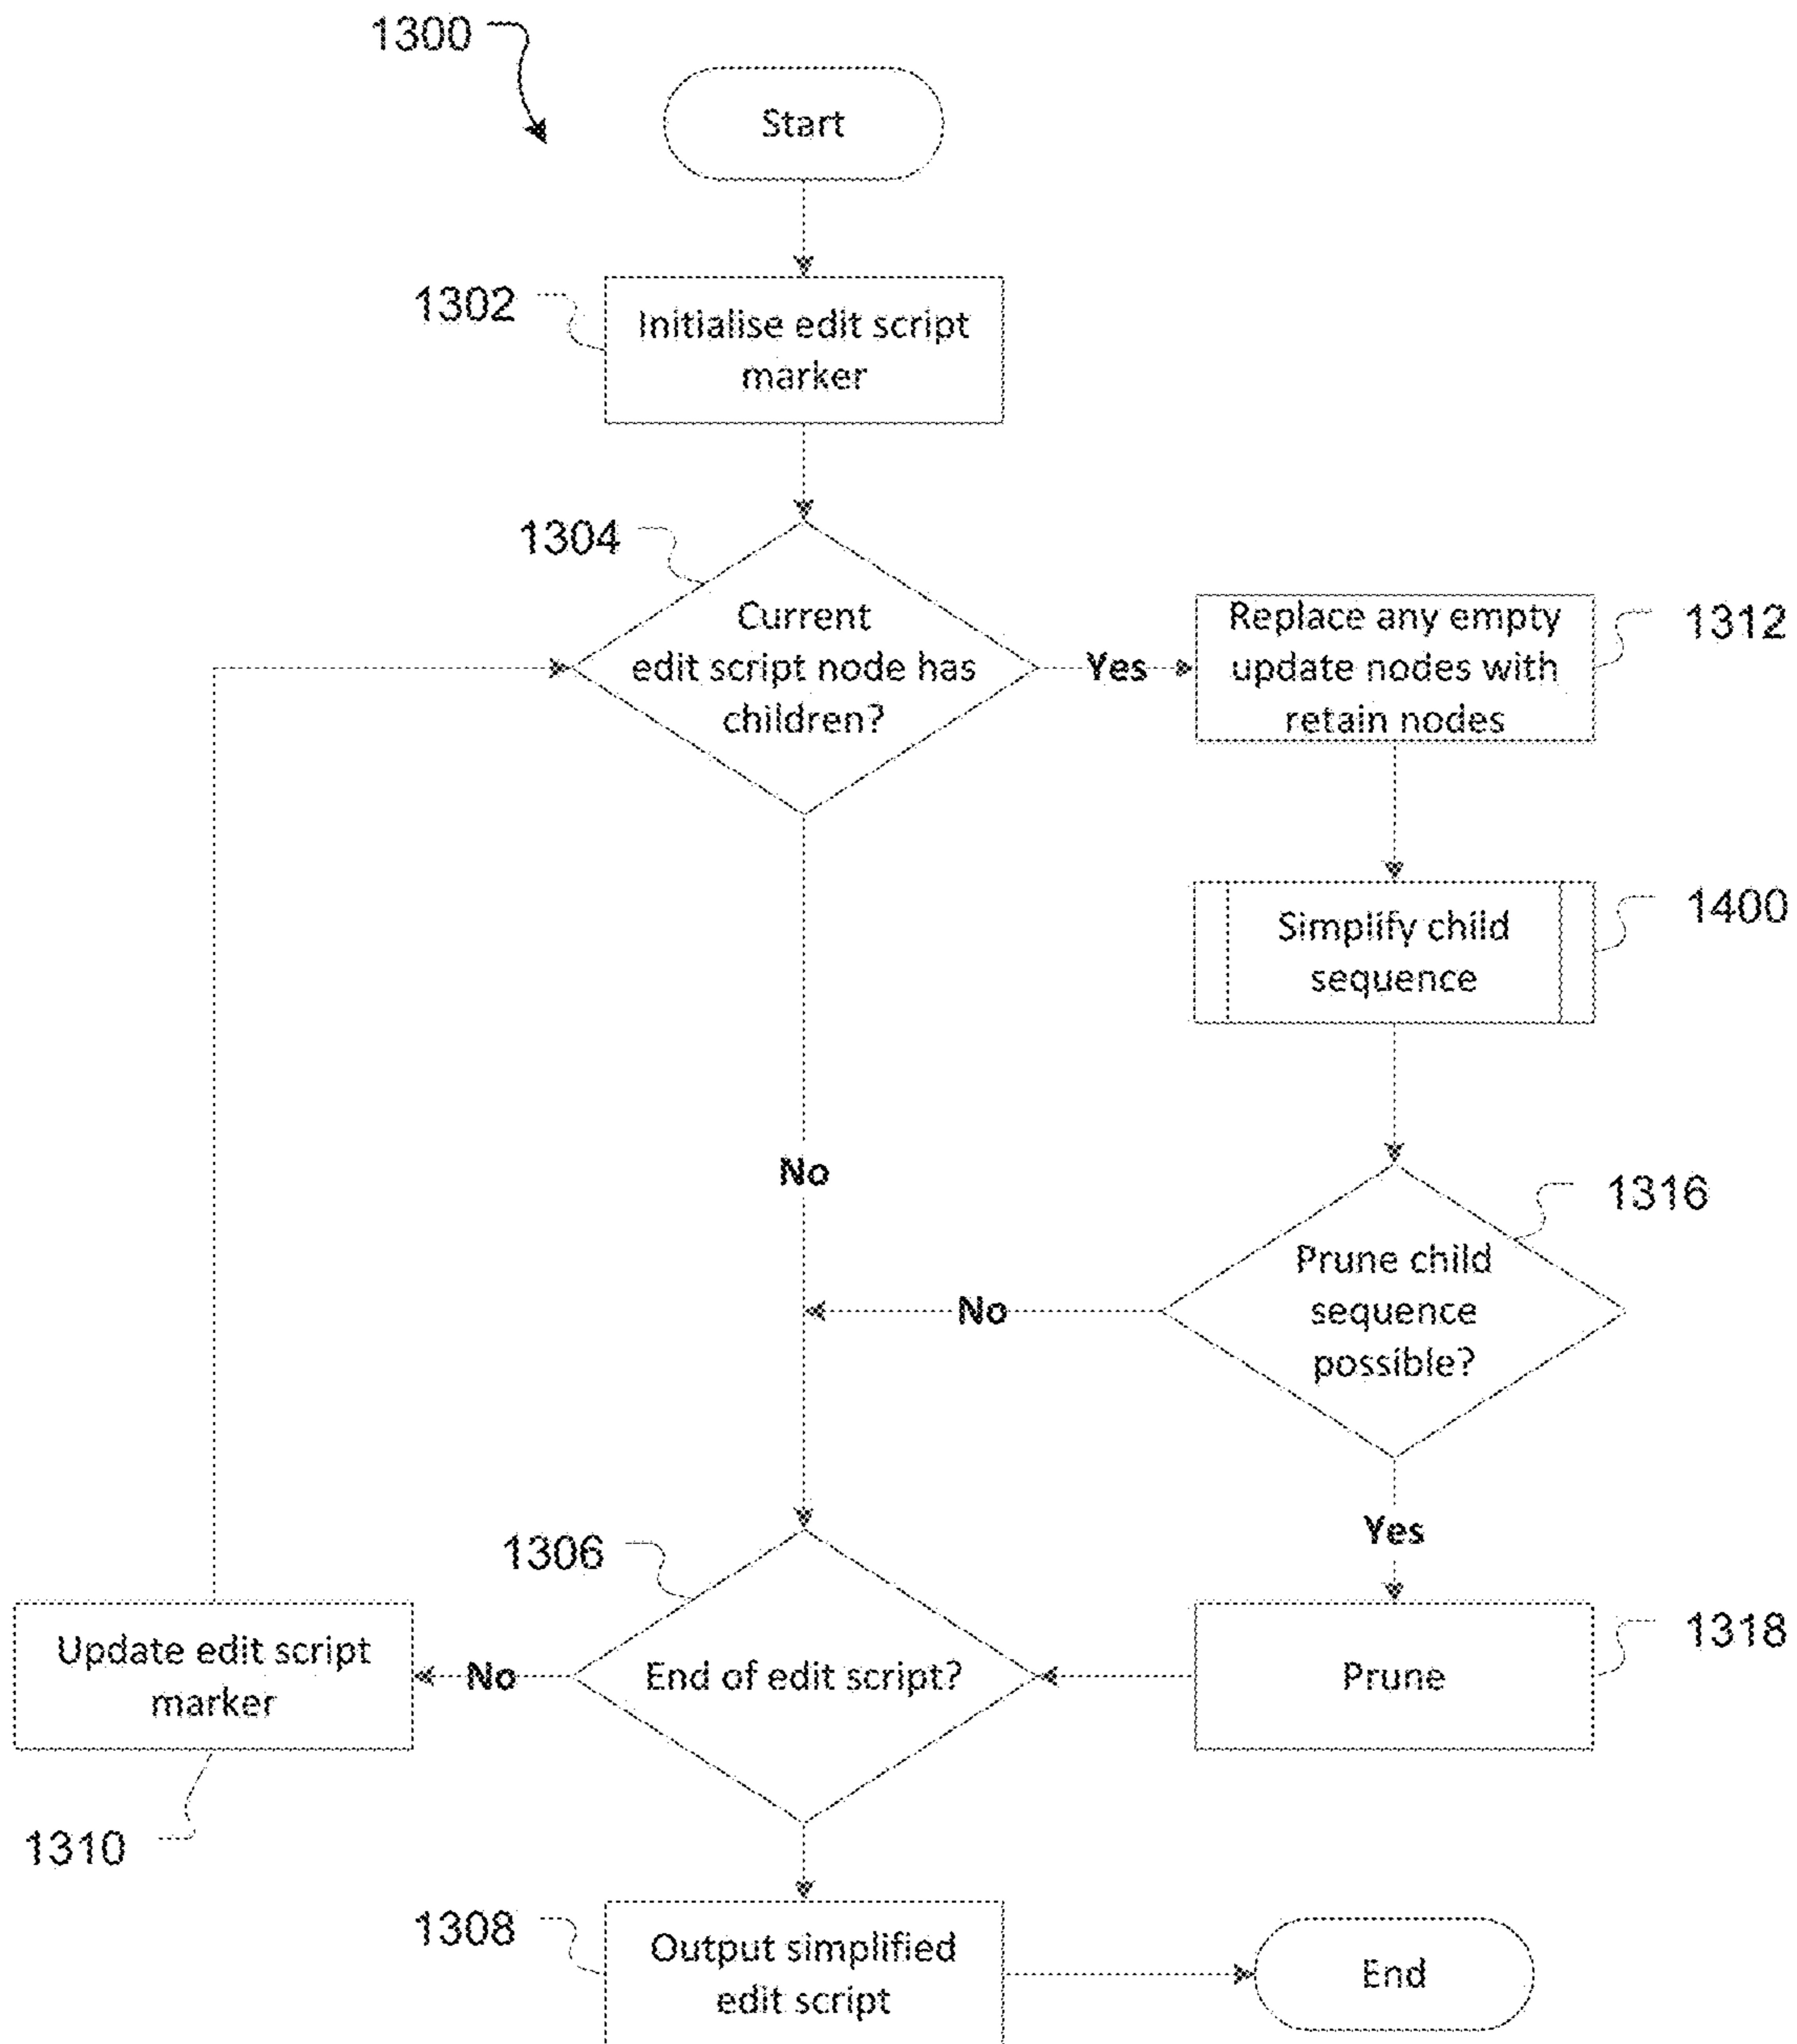 1300
Start
1302
Initialise edit script
marker
1304
Current
edit script node has
children?
Yes
Replace any empty
update nodes with
retain nodes
1312
Simplify child
sequence
1400
No
1316
Prune child
sequence
possible?
No
Yes
1306
Update edit script
marker
No
End of edit script?
Prune
1318
1310
1308
Output simplified
edit script
End